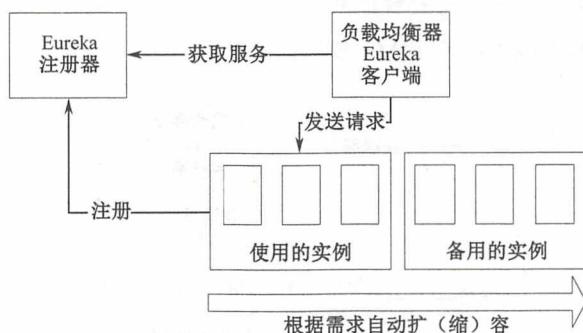 Eureka
注册器
获取服务
负载均衡器
Eureka
客户端
发送请求
注册
使用的实例
备用的实例
根据需求自动扩（缩）容